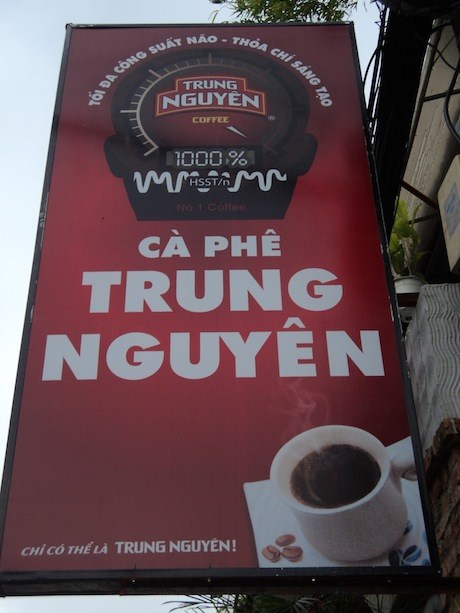 TỐI ĐA CÔNG SUẤT NÃO - THỎA CHÍ SÁNG TẠO
TRUNG
NGUYÊN
®
COFFEE
1000 %
HSST/n
No.1 Coffee
CÀ PHÊ
TRUNG
NGUYÊN
CHỈ CÓ THỂ LÀ TRUNG NGUYÊN!